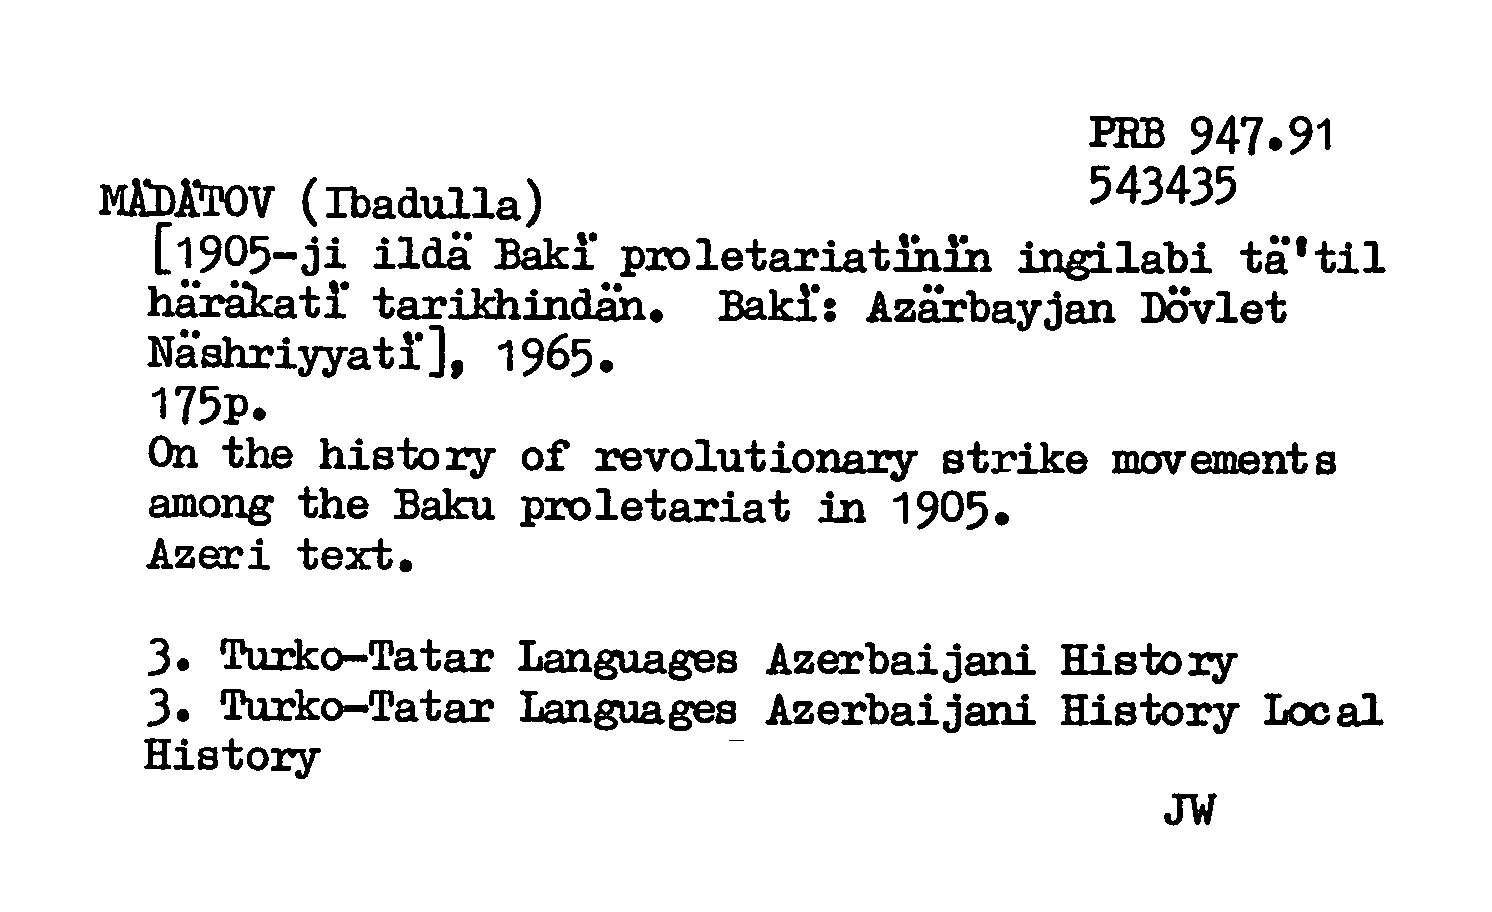 PRB 947.91
543435
MÄDÄTOV (Ibadulla)
[1905-ji ildä Bakï proletariatïnïn ingilabi tä'til
häräkatï tarikhindän. Bakï: Azärbayjan Dövlet
Näshriyyatï], 1965.
175p.
On the history of revolutionary strike movements
among the Baku proletariat in 1905.
Azeri text.
3. Turko-Tatar Languages Azerbaijani History
3. Turko-Tatar Languages Azerbaijani History Local
History
JW